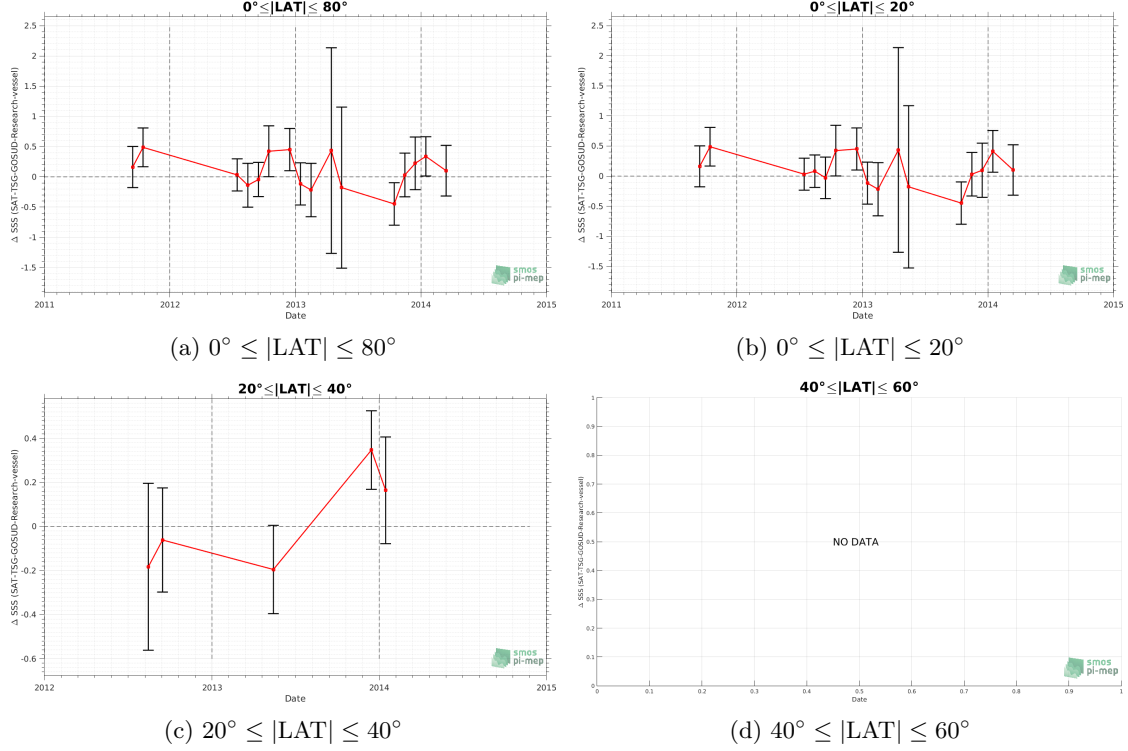 0°≤|LAT|≤ 80°
Δ SSS (SAT-TSG-GOSUD-Research-vessel)
2.5
2
1.5
1
0.5
0
-0.5
-1
-1.5
2011 2012 2013 2014 2015
Date
smos
pi-mep
(a) 0° ≤ |LAT| ≤ 80°
0°≤|LAT|≤ 20°
Δ SSS (SAT-TSG-GOSUD-Research-vessel)
2.5
2
1.5
1
0.5
0
-0.5
-1
-1.5
2011 2012 2013 2014 2015
Date
smos
pi-mep
(b) 0° ≤ |LAT| ≤ 20°
20°≤|LAT|≤ 40°
Δ SSS (SAT-TSG-GOSUD-Research-vessel)
0.4
0.2
0
-0.2
-0.4
-0.6
2012 2013 2014 2015
Date
smos
pi-mep
(c) 20° ≤ |LAT| ≤ 40°
40°≤|LAT|≤ 60°
Δ SSS (SAT-TSG-GOSUD-Research-vessel)
1
0.9
0.8
0.7
0.6
0.5
0.4
0.3
0.2
0.1
0
NO DATA
0 0.1 0.2 0.3 0.4 0.5 0.6 0.7 0.8 0.9 1
Date
smos
pi-mep
(d) 40° ≤ |LAT| ≤ 60°